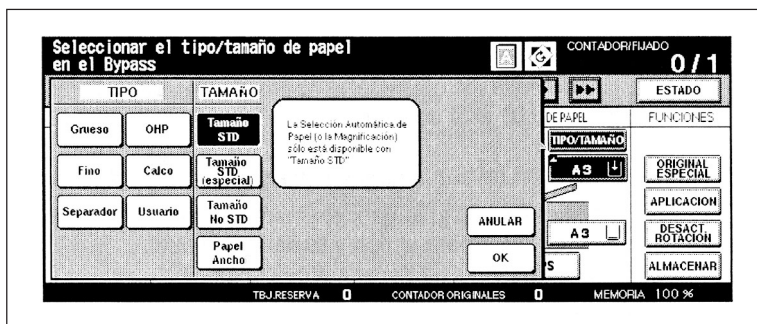 Seleccionar el tipo/tamaño de papel
en el Bypass
CONTADOR/FIJADO
0 / 1
TIPO
TAMAÑO
Grueso
OHP
Fino
Calco
Separador
Usuario
Tamaño
STD
Tamaño
STD
(especial)
Tamaño
No STD
Papel
Ancho
La Selección Automática de
Papel (o la Magnificación)
sólo está disponible con
"Tamaño STD"
ANULAR
OK
DE PAPEL
TIPO/TAMAÑO
A3
A3
ESTADO
FUNCIONES
ORIGINAL
ESPECIAL
APLICACION
DESACT.
ROTACION
ALMACENAR
TBJ.RESERVA 0 CONTADOR ORIGINALES 0 MEMORIA 100 %